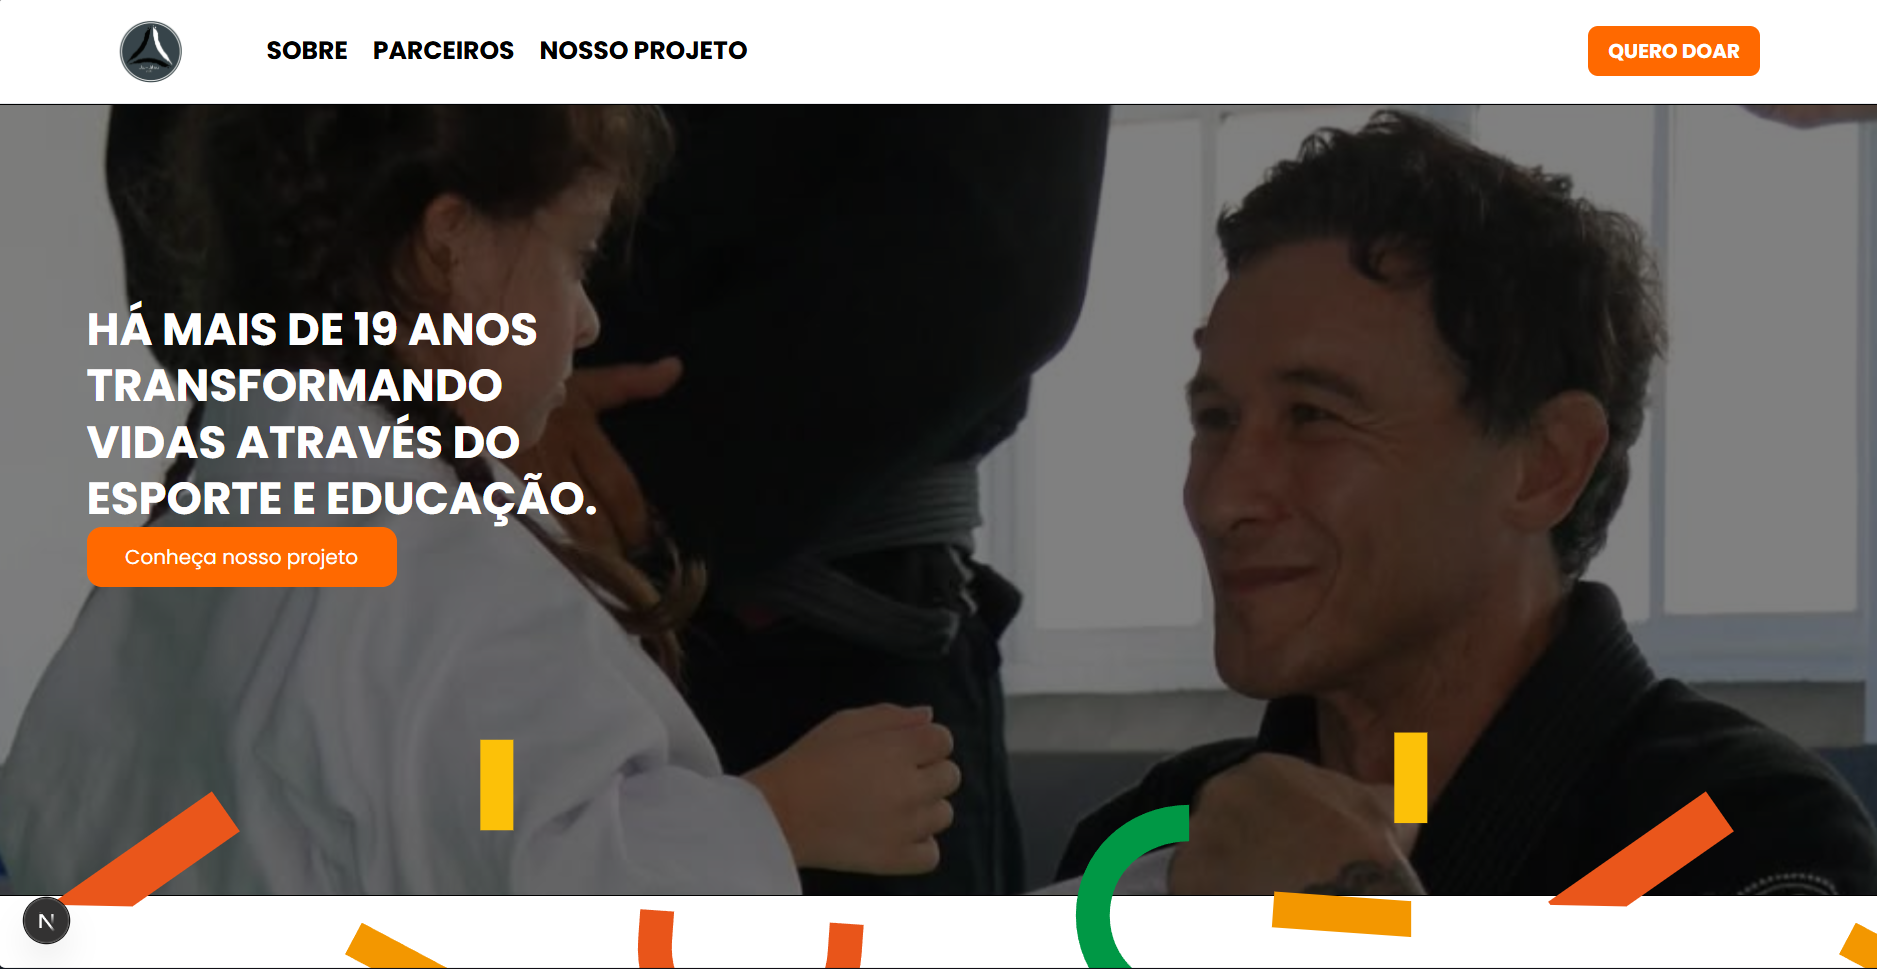 SOBRE PARCEIROS NOSSO PROJETO QUERO DOAR
HÁ MAIS DE 19 ANOS
TRANSFORMANDO
VIDAS ATRAVÉS DO
ESPORTE E EDUCAÇÃO.
Conheça nosso projeto
N